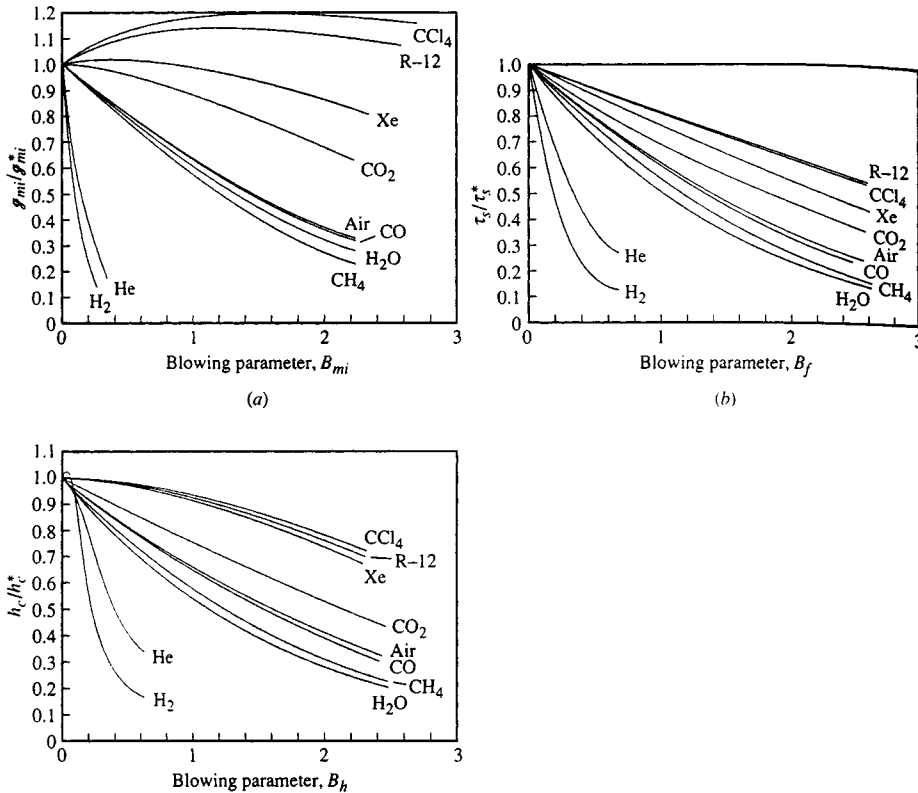 1.2
1.0
0.9
0.8
0.7
0.6
0.5
0.4
0.3
0.2
0.1
0
g_mi/g*_mi
CCl4
R–12
Xe
CO2
Air
CO
H2O
CH4
He
H2
0 1 2 3
Blowing parameter, B_mi
(a)
1.0
0.9
0.8
0.7
0.6
0.5
0.4
0.3
0.2
0.1
0
τ_s/τ*_s
R–12
CCl4
Xe
CO2
Air
CO
CH4
H2O
He
H2
0 1 2 3
Blowing parameter, B_f
(b)
1.1
1.0
0.9
0.8
0.7
0.6
0.5
0.4
0.3
0.2
0.1
0
h_c/h*_c
CCl4
R–12
Xe
CO2
Air
CO
CH4
H2O
He
H2
0 1 2 3
Blowing parameter, B_h